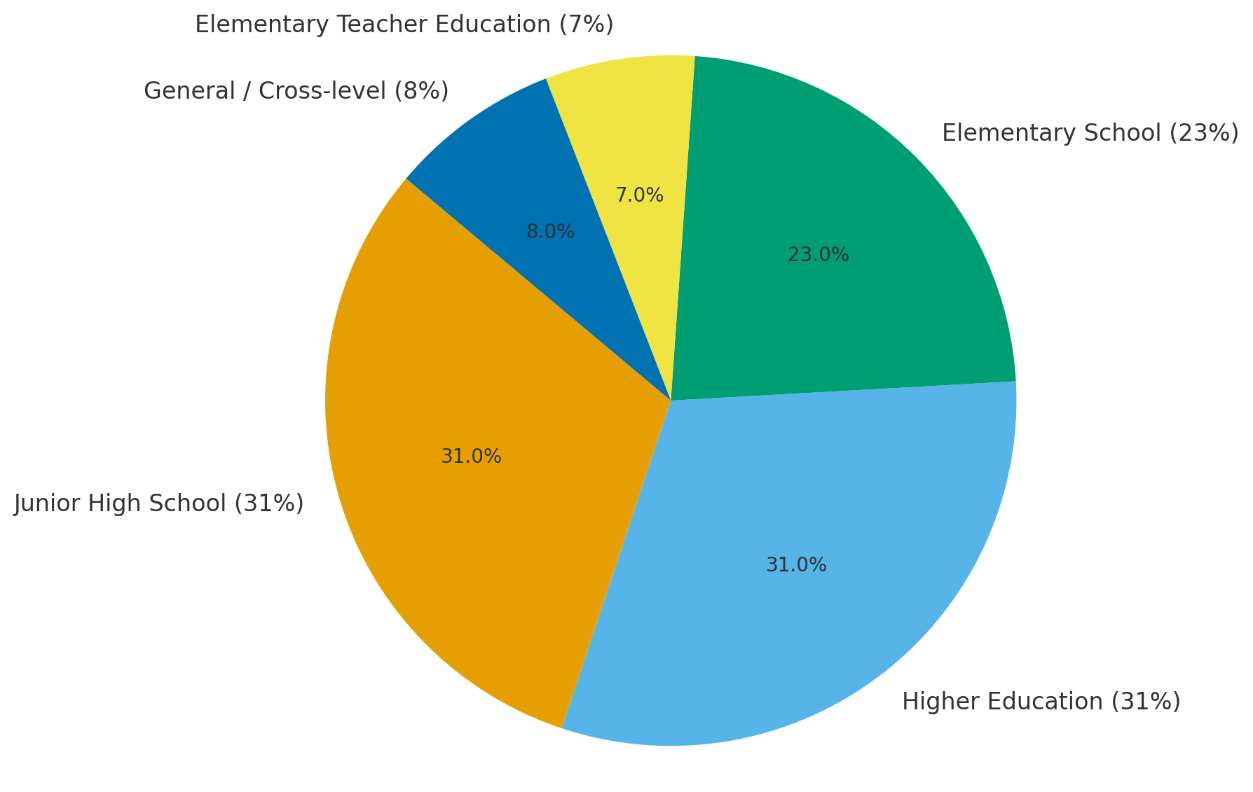 Elementary Teacher Education (7%)
General / Cross-level (8%)
Elementary School (23%)
7.0%
8.0%
23.0%
31.0%
Junior High School (31%)
31.0%
Higher Education (31%)